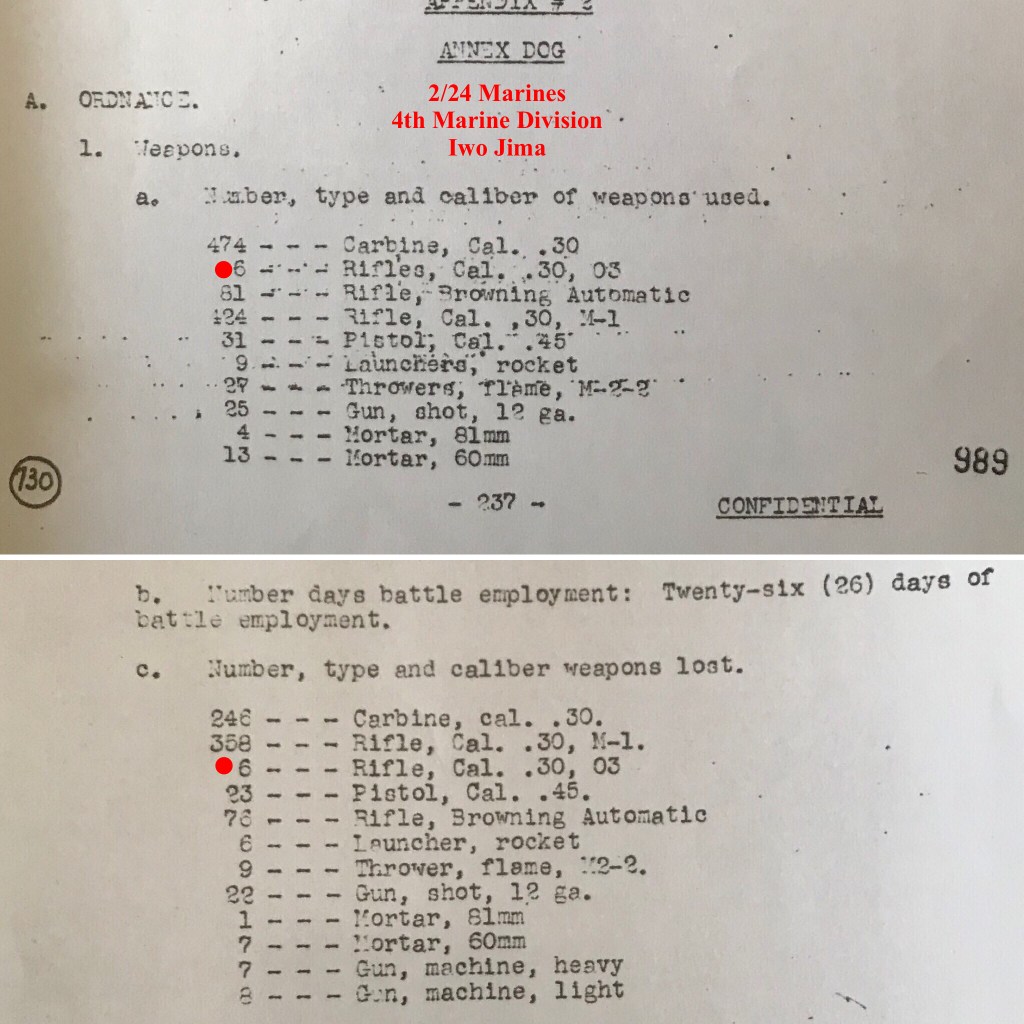 APPENDIX # 2
ANNEX DOG
2/24 Marines
4th Marine Division
Iwo Jima
A. ORDNANCE.
1. Weapons.
a. Number, type and caliber of weapons used.
474 - - - Carbine, Cal. .30
6 - - - Rifles, Cal. .30, 03
81 - - - Rifle, Browning Automatic
424 - - - Rifle, Cal. ,30, M-1
31 - - - Pistol, Cal. .45
9 - - - Launchers, rocket
27 - - - Throwers, flame, M-2-2
25 - - - Gun, shot, 12 ga.
4 - - - Mortar, 81mm
13 - - - Mortar, 60mm
989
130
- 237 -
CONFIDENTIAL
b. Number days battle employment: Twenty-six (26) days of
battle employment.
c. Number, type and caliber weapons lost.
246 - - - Carbine, cal. .30.
358 - - - Rifle, Cal. .30, M-1.
6 - - - Rifle, Cal. .30, 03
23 - - - Pistol, Cal. .45.
76 - - - Rifle, Browning Automatic
6 - - - Launcher, rocket
9 - - - Thrower, flame, M2-2.
22 - - - Gun, shot, 12 ga.
1 - - - Mortar, 81mm
7 - - - Mortar, 60mm
7 - - - Gun, machine, heavy
8 - - - Gun, machine, light